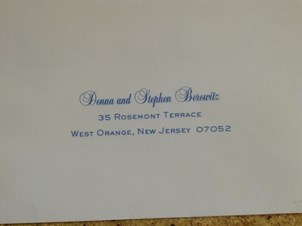 Donna and Stephen Berowitz
35 Rosemont Terrace
West Orange, New Jersey 07052